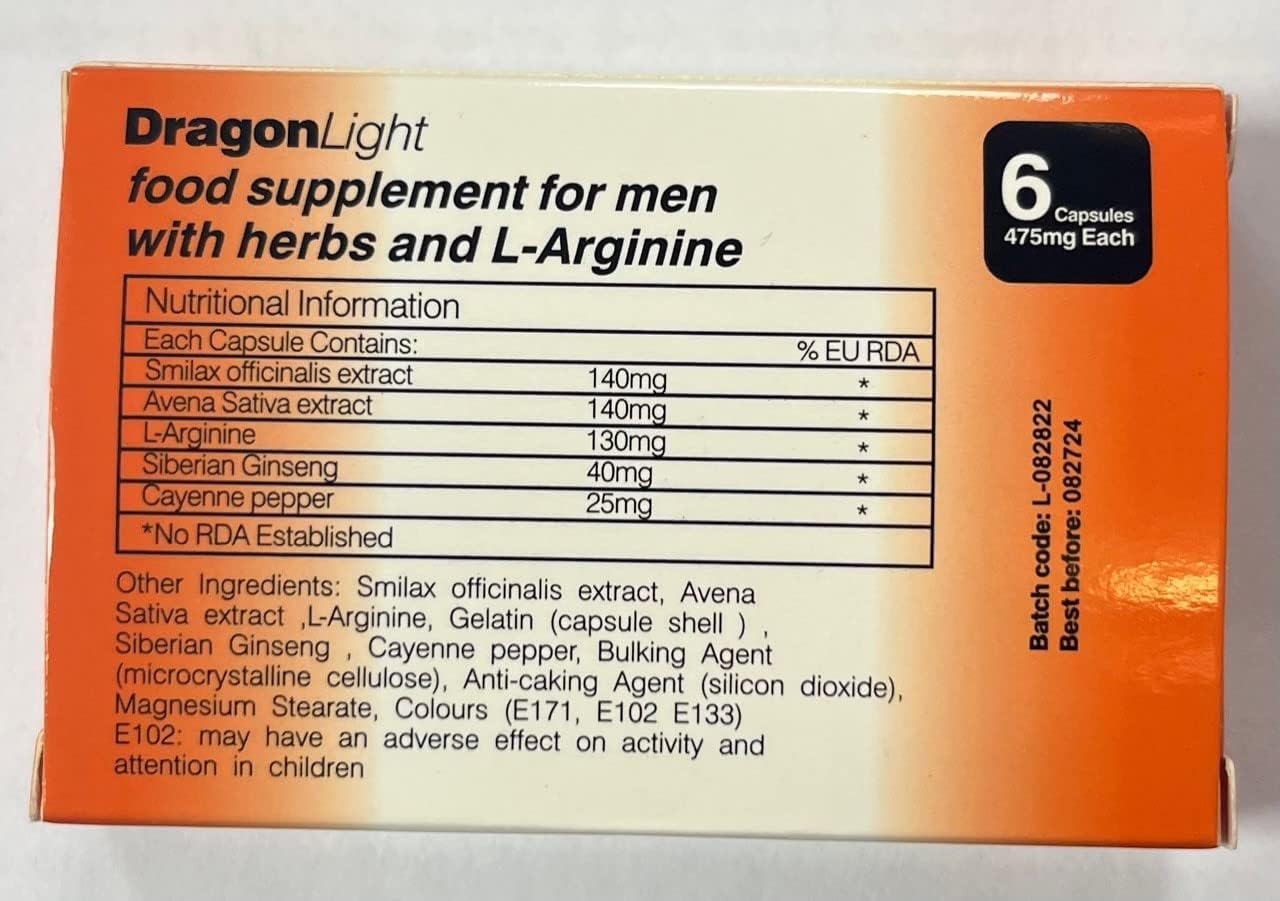 DragonLight
food supplement for men
with herbs and L-Arginine
6
Capsules
475mg Each
Nutritional Information
Each Capsule Contains: % EU RDA
Smilax officinalis extract 140mg *
Avena Sativa extract 140mg *
L-Arginine 130mg *
Siberian Ginseng 40mg *
Cayenne pepper 25mg *
*No RDA Established
Other Ingredients: Smilax officinalis extract, Avena
Sativa extract ,L-Arginine, Gelatin (capsule shell ) ,
Siberian Ginseng , Cayenne pepper, Bulking Agent
(microcrystalline cellulose), Anti-caking Agent (silicon dioxide),
Magnesium Stearate, Colours (E171, E102 E133)
E102: may have an adverse effect on activity and
attention in children
Batch code: L-082822
Best before: 082724